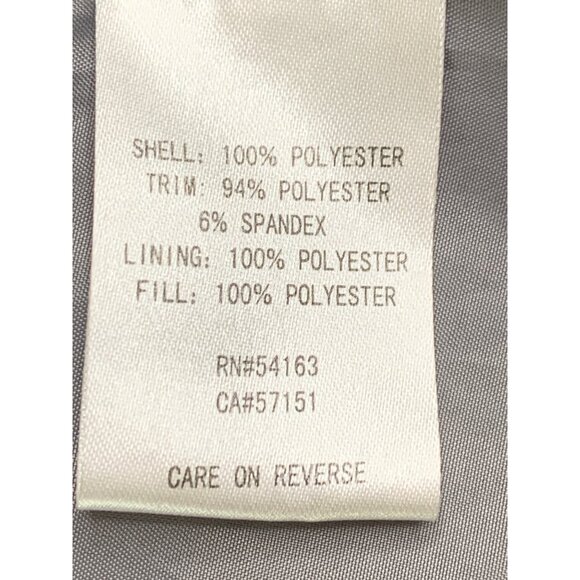 SHELL: 100% POLYESTER
TRIM: 94% POLYESTER
6% SPANDEX
LINING: 100% POLYESTER
FILL: 100% POLYESTER
RN#54163
CA#57151
CARE ON REVERSE